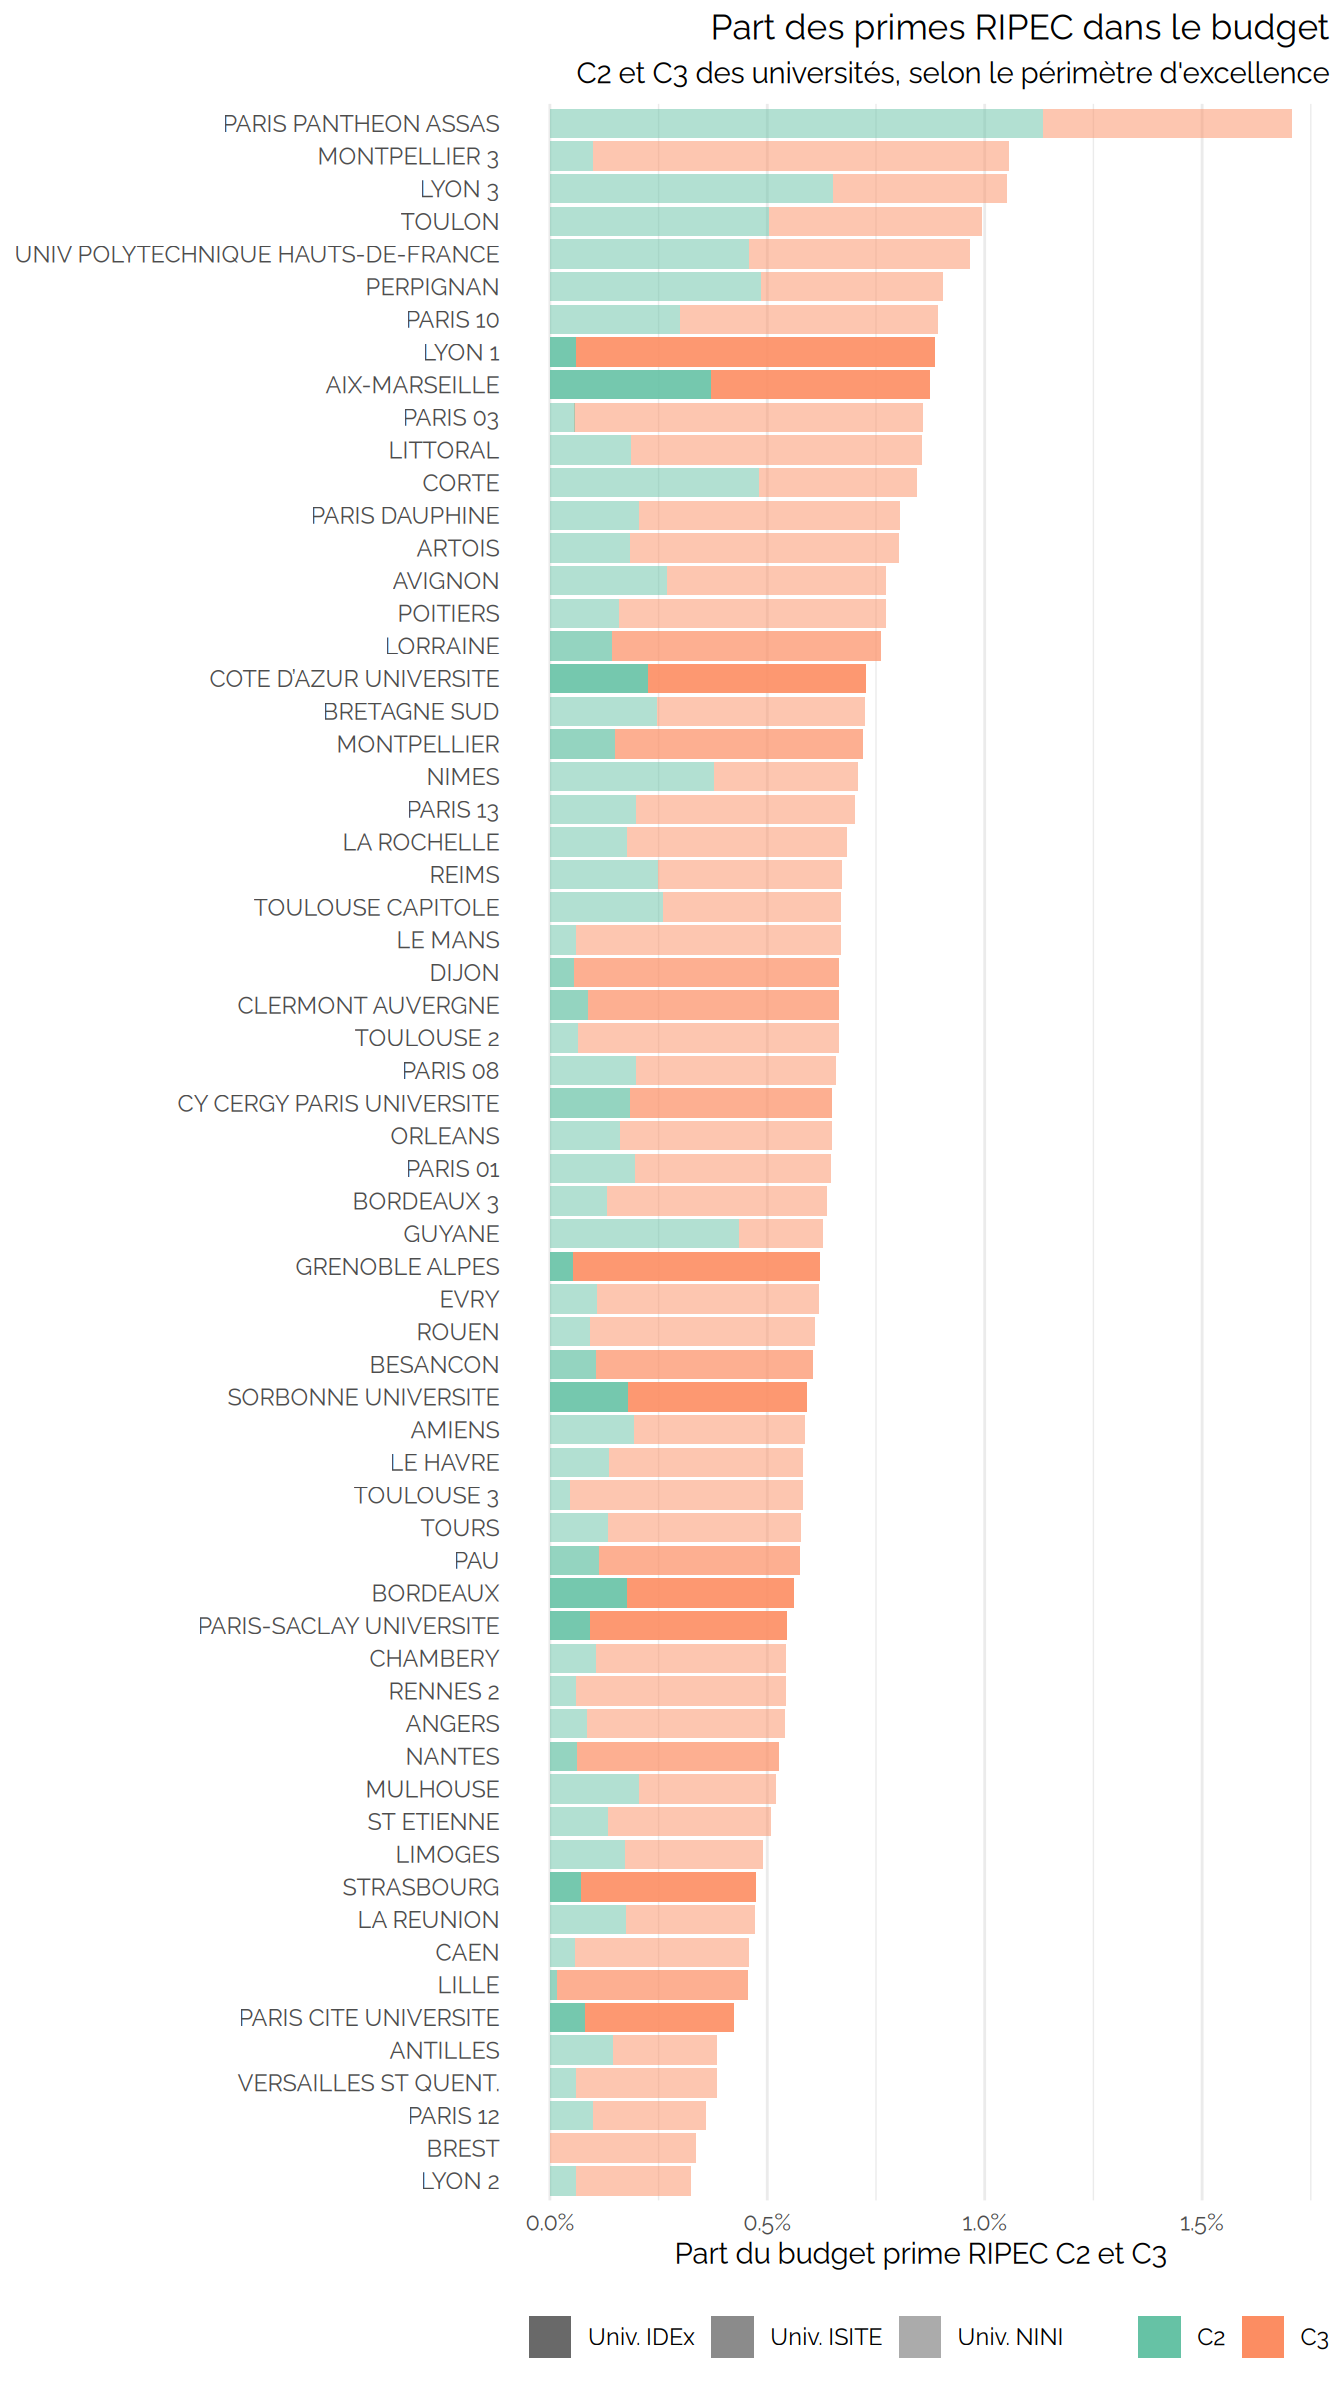 Part des primes RIPEC dans le budget
C2 et C3 des universités, selon le périmètre d'excellence
PARIS PANTHEON ASSAS
MONTPELLIER 3
LYON 3
TOULON
UNIV POLYTECHNIQUE HAUTS-DE-FRANCE
PERPIGNAN
PARIS 10
LYON 1
AIX-MARSEILLE
PARIS 03
LITTORAL
CORTE
PARIS DAUPHINE
ARTOIS
AVIGNON
POITIERS
LORRAINE
COTE D'AZUR UNIVERSITE
BRETAGNE SUD
MONTPELLIER
NIMES
PARIS 13
LA ROCHELLE
REIMS
TOULOUSE CAPITOLE
LE MANS
DIJON
CLERMONT AUVERGNE
TOULOUSE 2
PARIS 08
CY CERGY PARIS UNIVERSITE
ORLEANS
PARIS 01
BORDEAUX 3
GUYANE
GRENOBLE ALPES
EVRY
ROUEN
BESANCON
SORBONNE UNIVERSITE
AMIENS
LE HAVRE
TOULOUSE 3
TOURS
PAU
BORDEAUX
PARIS-SACLAY UNIVERSITE
CHAMBERY
RENNES 2
ANGERS
NANTES
MULHOUSE
ST ETIENNE
LIMOGES
STRASBOURG
LA REUNION
CAEN
LILLE
PARIS CITE UNIVERSITE
ANTILLES
VERSAILLES ST QUENT.
PARIS 12
BREST
LYON 2
0.0% 0.5% 1.0% 1.5%
Part du budget prime RIPEC C2 et C3
Univ. IDEx Univ. ISITE Univ. NINI C2 C3